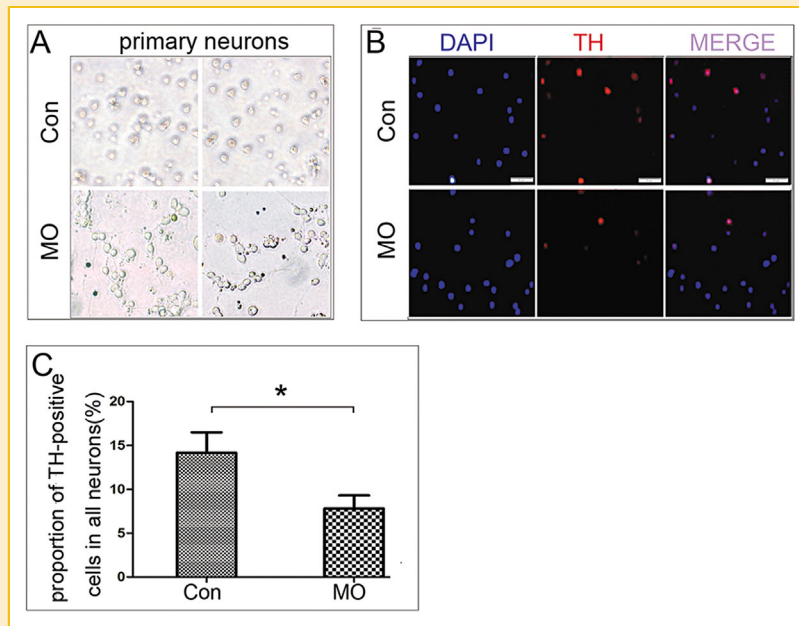 A
primary neurons
Con
MO
B
DAPI TH MERGE
Con
MO
C
proportion of TH-positive
cells in all neurons(%)
20
15
10
5
0
*
Con MO